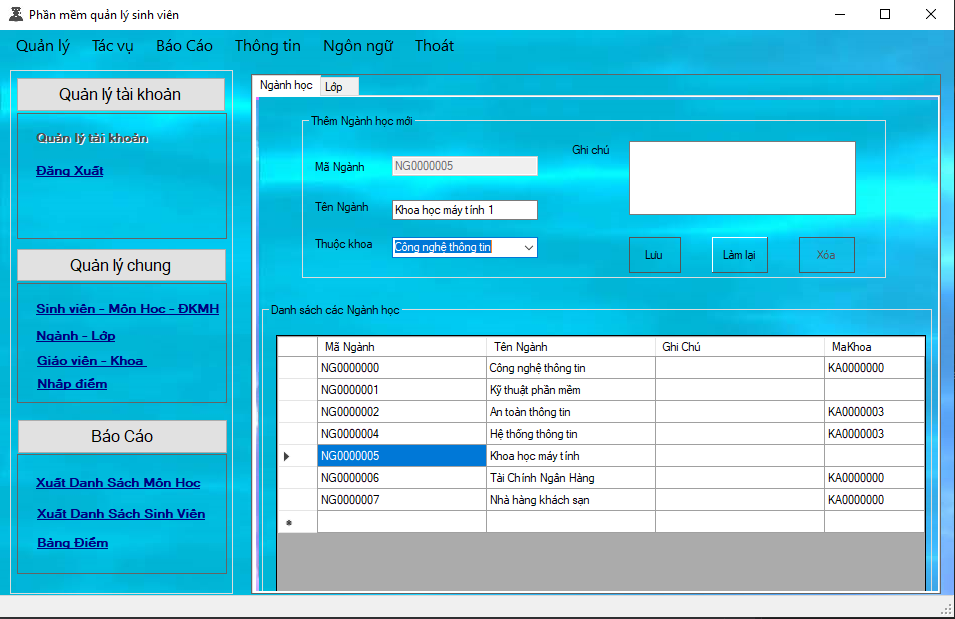 Phần mềm quản lý sinh viên
Quản lý Tác vụ Báo Cáo Thông tin Ngôn ngữ Thoát
Quản lý tài khoản
Quản lý tài khoản
Đăng Xuất
Quản lý chung
Sinh viên - Môn Học - ĐKMH
Ngành - Lớp
Giáo viên - Khoa
Nhập điểm
Báo Cáo
Xuất Danh Sách Môn Học
Xuất Danh Sách Sinh Viên
Bảng Điểm
Ngành học Lớp
Thêm Ngành học mới
Mã Ngành NG0000005
Tên Ngành Khoa học máy tính 1
Thuộc khoa Công nghệ thông tin
Ghi chú
Lưu Làm lại Xóa
Danh sách các Ngành học
Mã Ngành Tên Ngành Ghi Chú MaKhoa
NG0000000 Công nghệ thông tin KA0000000
NG0000001 Kỹ thuật phần mềm
NG0000002 An toàn thông tin KA0000003
NG0000004 Hệ thống thông tin KA0000003
NG0000005 Khoa học máy tính
NG0000006 Tài Chính Ngân Hàng KA0000000
NG0000007 Nhà hàng khách sạn KA0000000